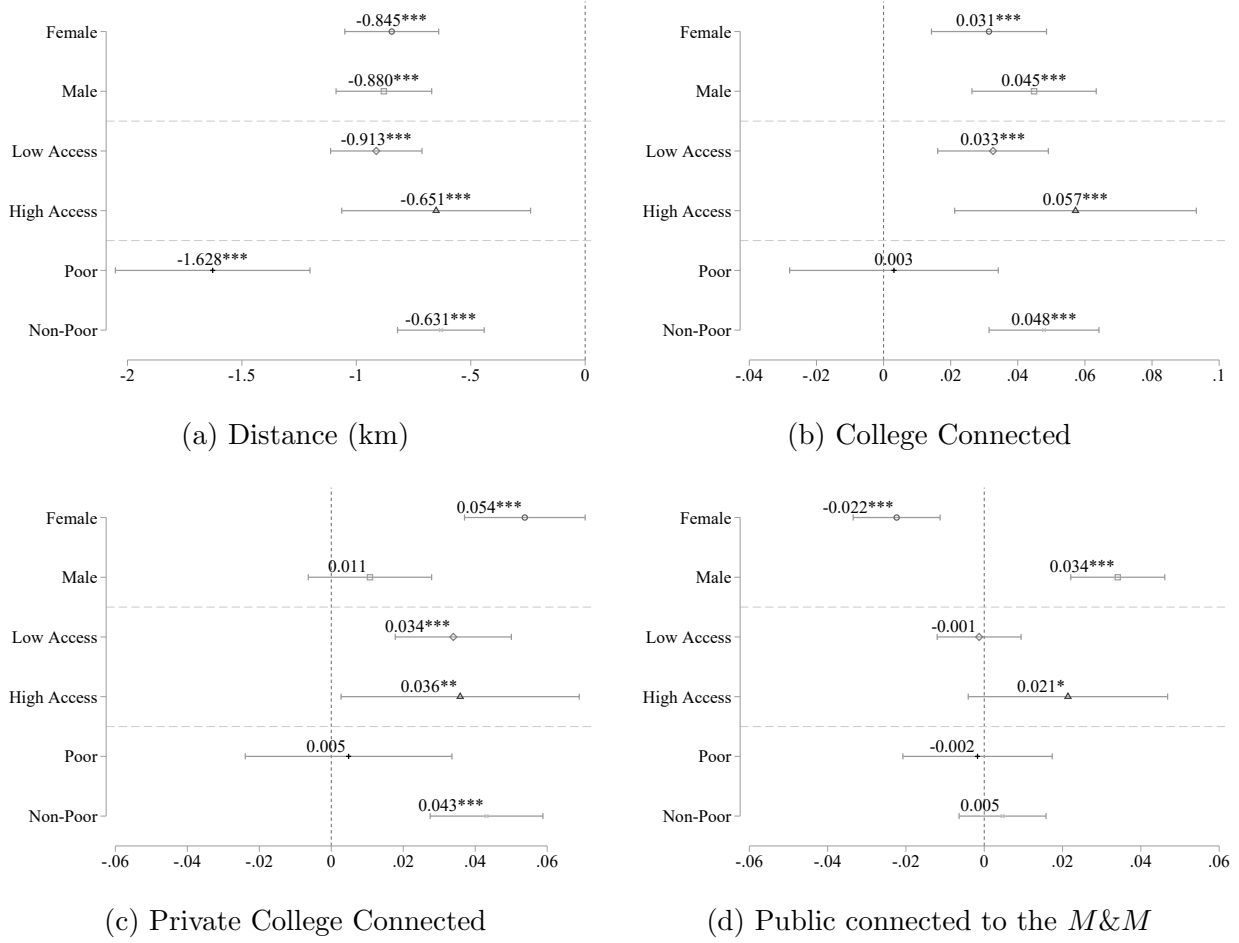 Female
-0.845***
Male
-0.880***
Low Access
-0.913***
High Access
-0.651***
Poor
-1.628***
Non-Poor
-0.631***
-2 -1.5 -1 -.5 0
(a) Distance (km)
Female
0.031***
Male
0.045***
Low Access
0.033***
High Access
0.057***
Poor
0.003
Non-Poor
0.048***
-.04 -.02 0 .02 .04 .06 .08 .1
(b) College Connected
Female
0.054***
Male
0.011
Low Access
0.034***
High Access
0.036**
Poor
0.005
Non-Poor
0.043***
-.06 -.04 -.02 0 .02 .04 .06
(c) Private College Connected
Female
-0.022***
Male
0.034***
Low Access
-0.001
High Access
0.021*
Poor
-0.002
Non-Poor
0.005
-.06 -.04 -.02 0 .02 .04 .06
(d) Public connected to the M&M